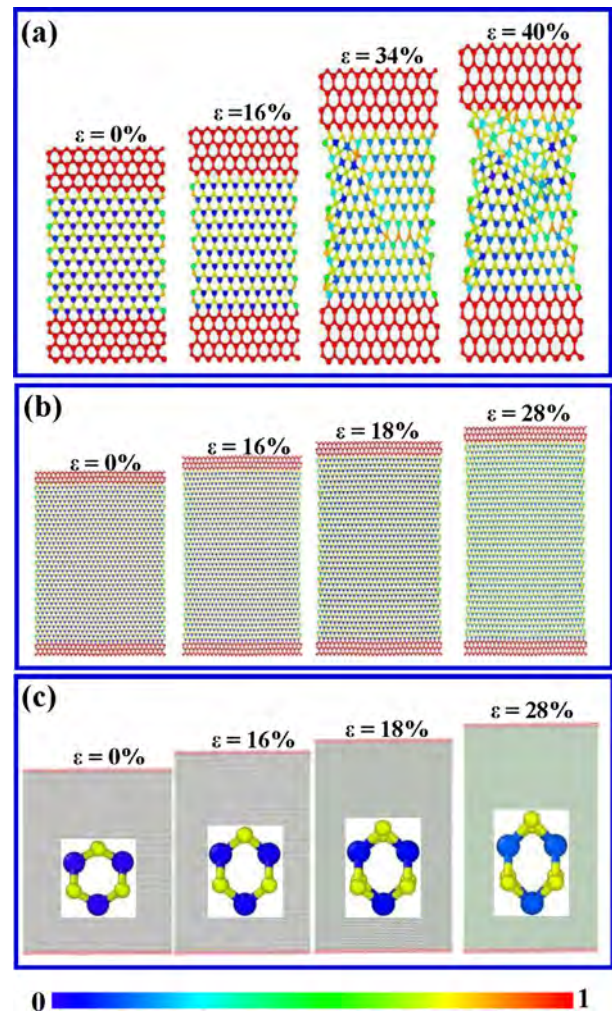 (a)
ε = 0%
ε =16%
ε = 34%
ε = 40%
(b)
ε = 0%
ε = 16%
ε = 18%
ε = 28%
(c)
ε = 0%
ε = 16%
ε = 18%
ε = 28%
0 1